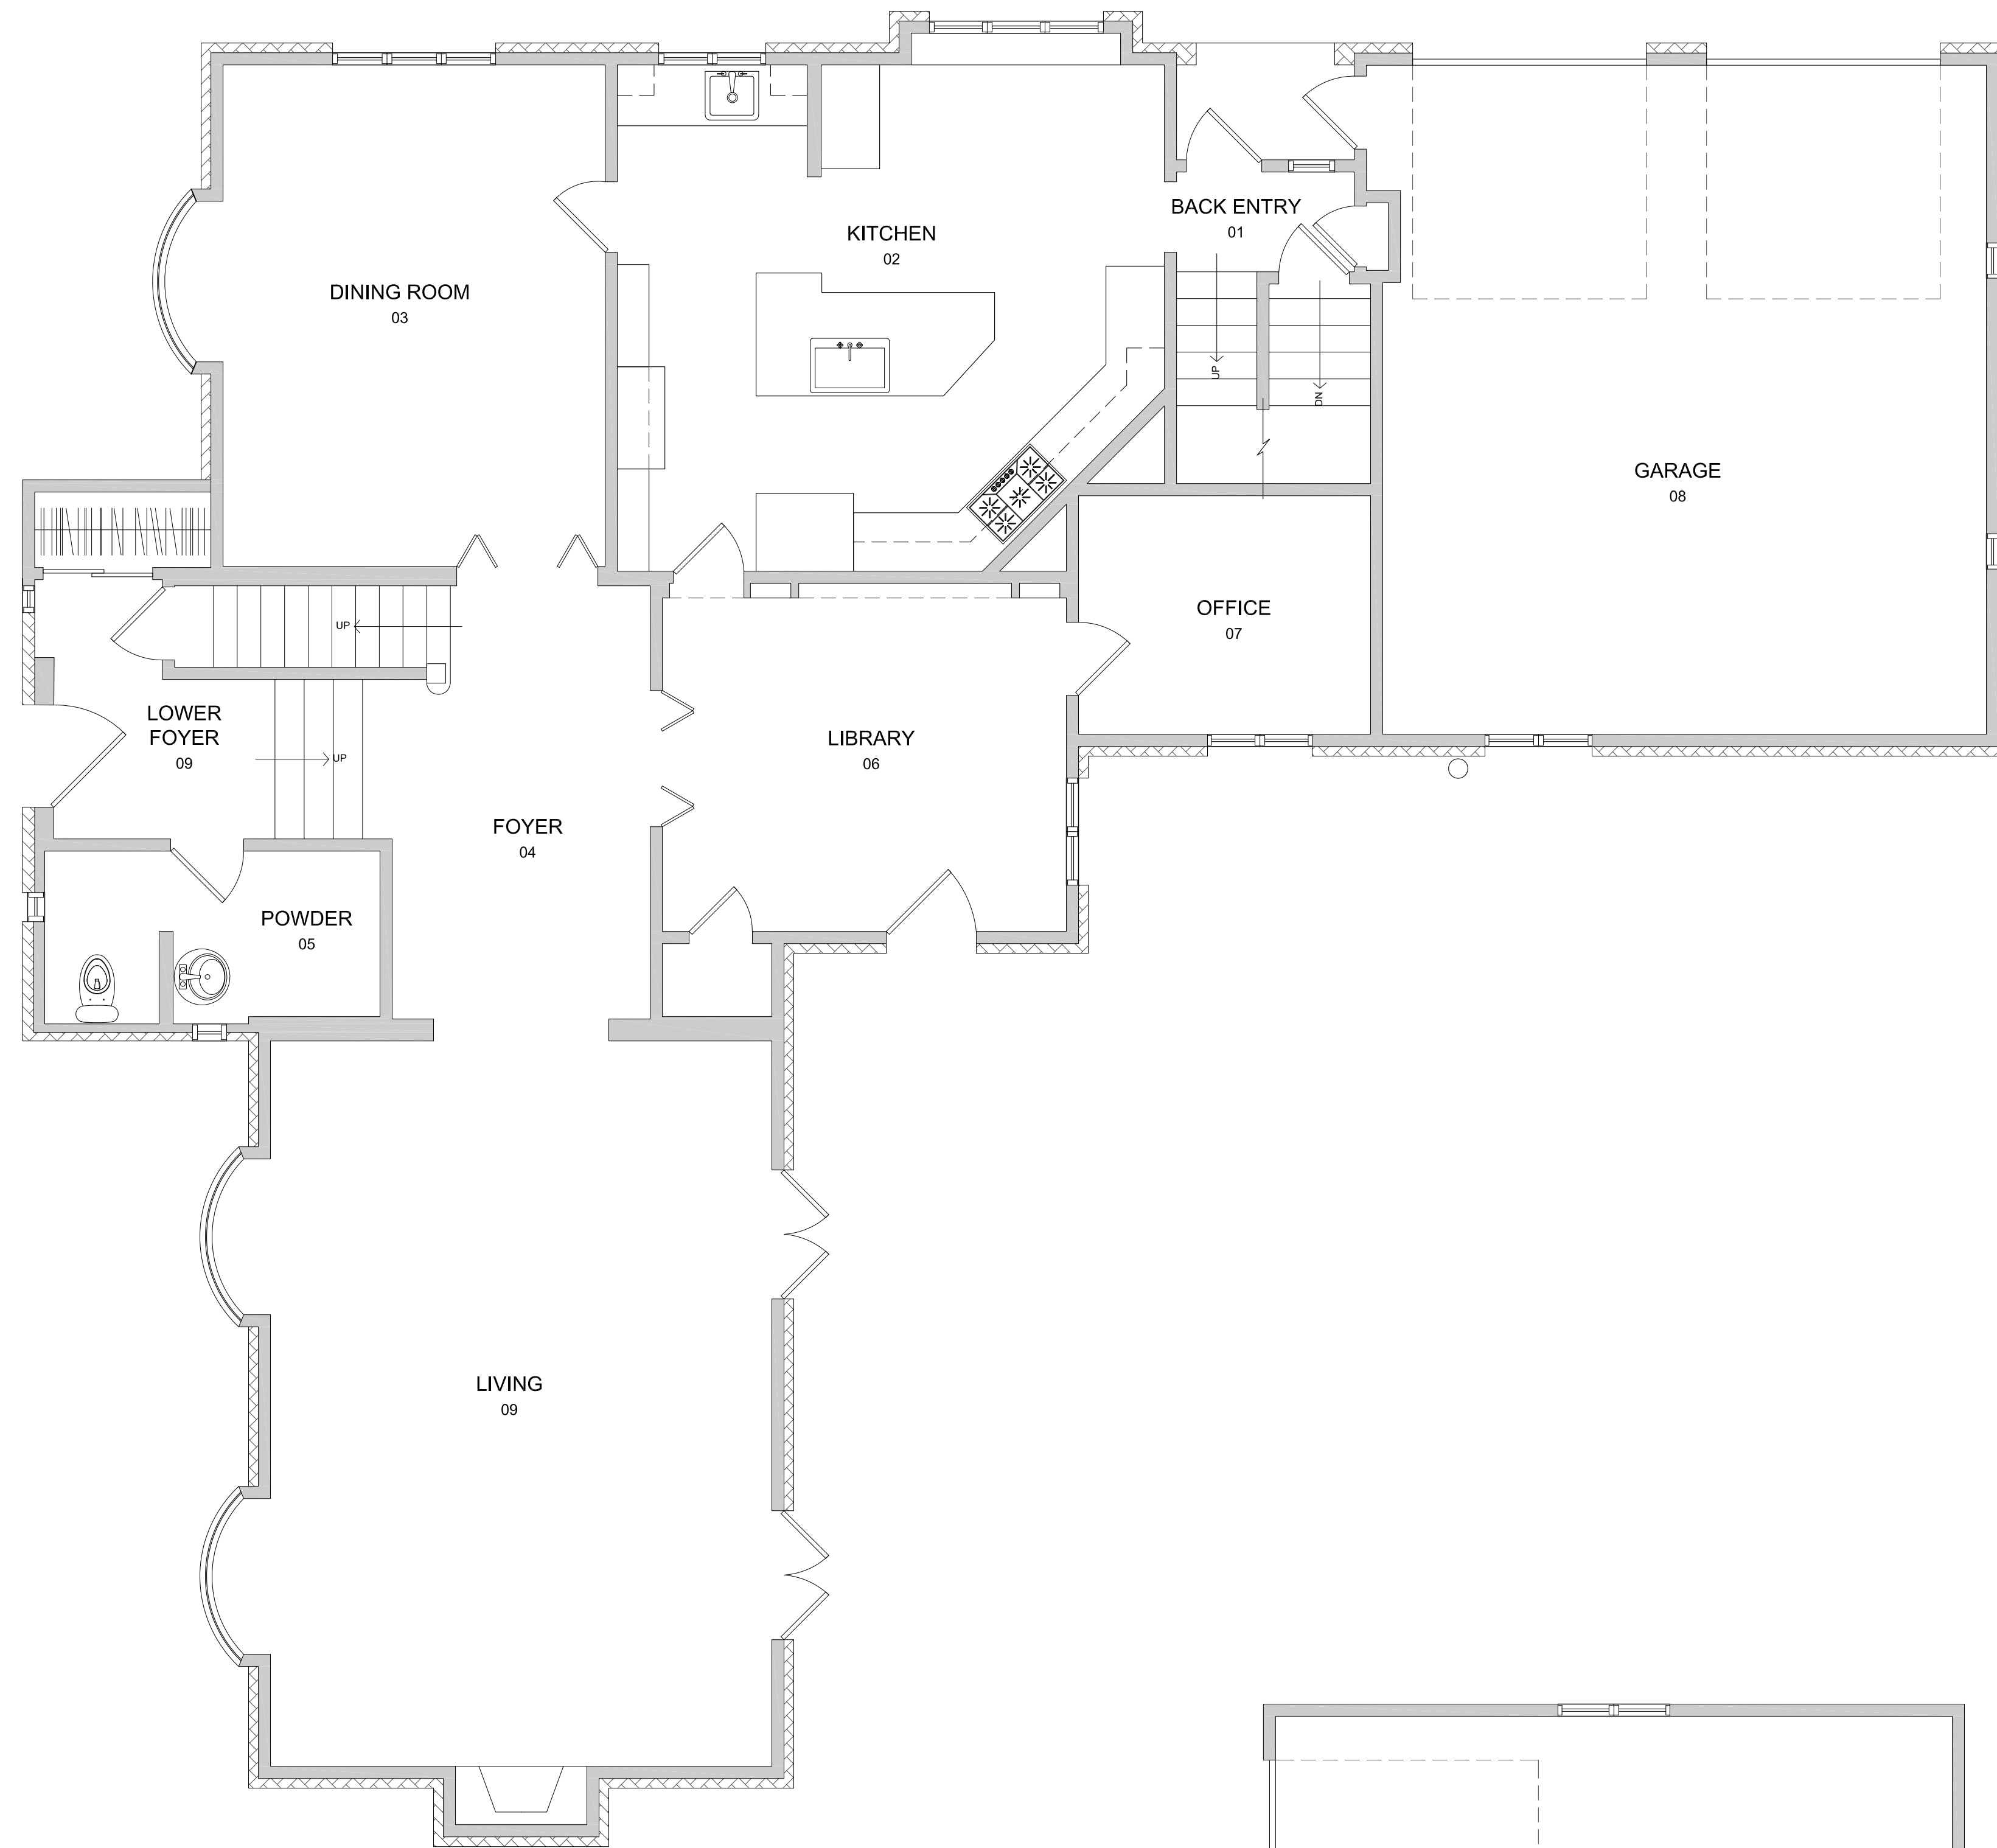 BACK ENTRY
01
KITCHEN
02
DINING ROOM
03
UP
DN
GARAGE
08
OFFICE
07
UP
LOWER
FOYER
09
UP
LIBRARY
06
FOYER
04
POWDER
05
LIVING
09